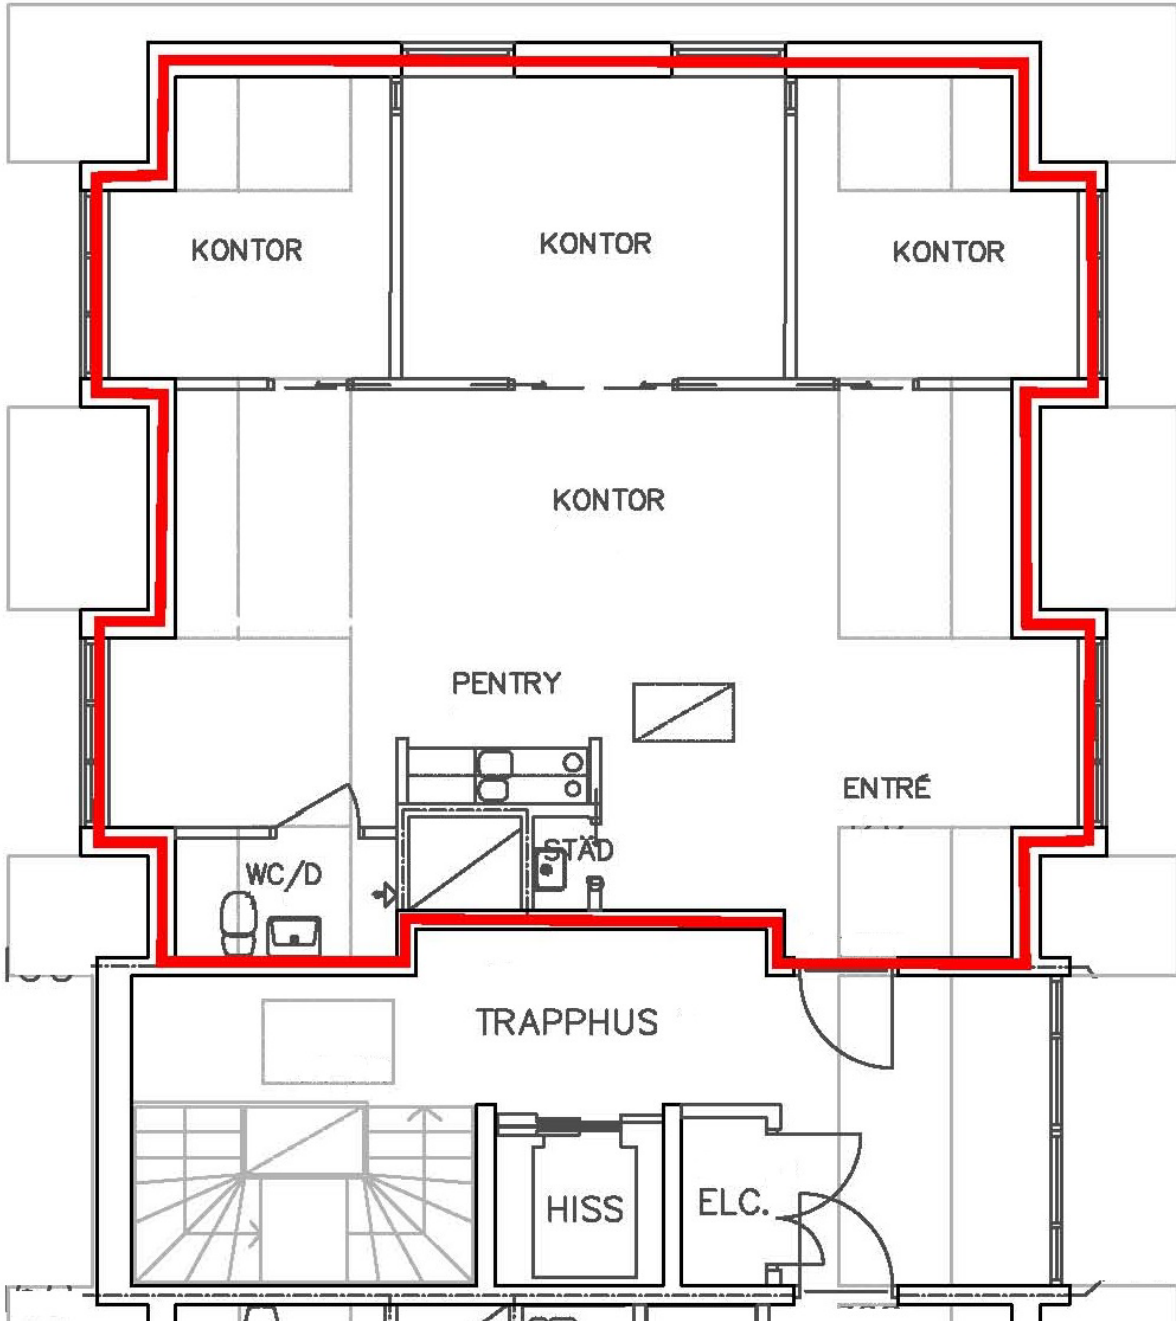 KONTOR
KONTOR
KONTOR
KONTOR
PENTRY
ENTRÉ
STÄD
WC/D
TRAPPHUS
HISS
ELC.